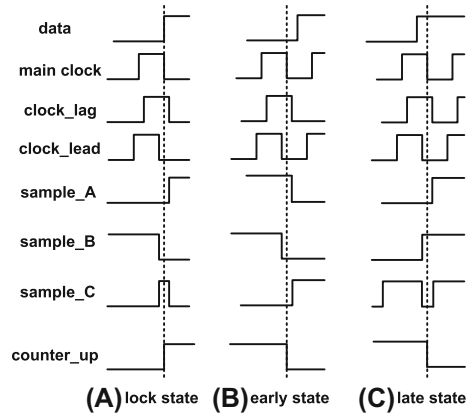 data
main clock
clock_lag
clock_lead
sample_A
sample_B
sample_C
counter_up
(A) lock state (B) early state (C) late state